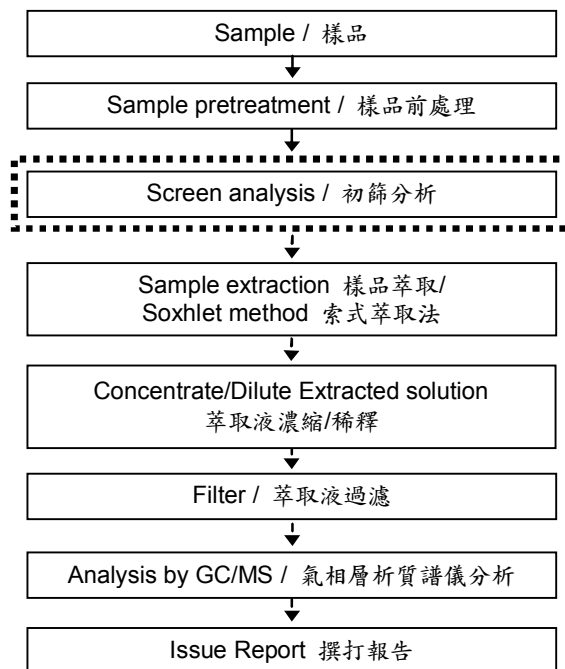 Sample / 樣品
Sample pretreatment / 樣品前處理
Screen analysis / 初篩分析
Sample extraction 樣品萃取/
Soxhlet method 索式萃取法
Concentrate/Dilute Extracted solution
萃取液濃縮/稀釋
Filter / 萃取液過濾
Analysis by GC/MS / 氣相層析質譜儀分析
Issue Report 撰打報告